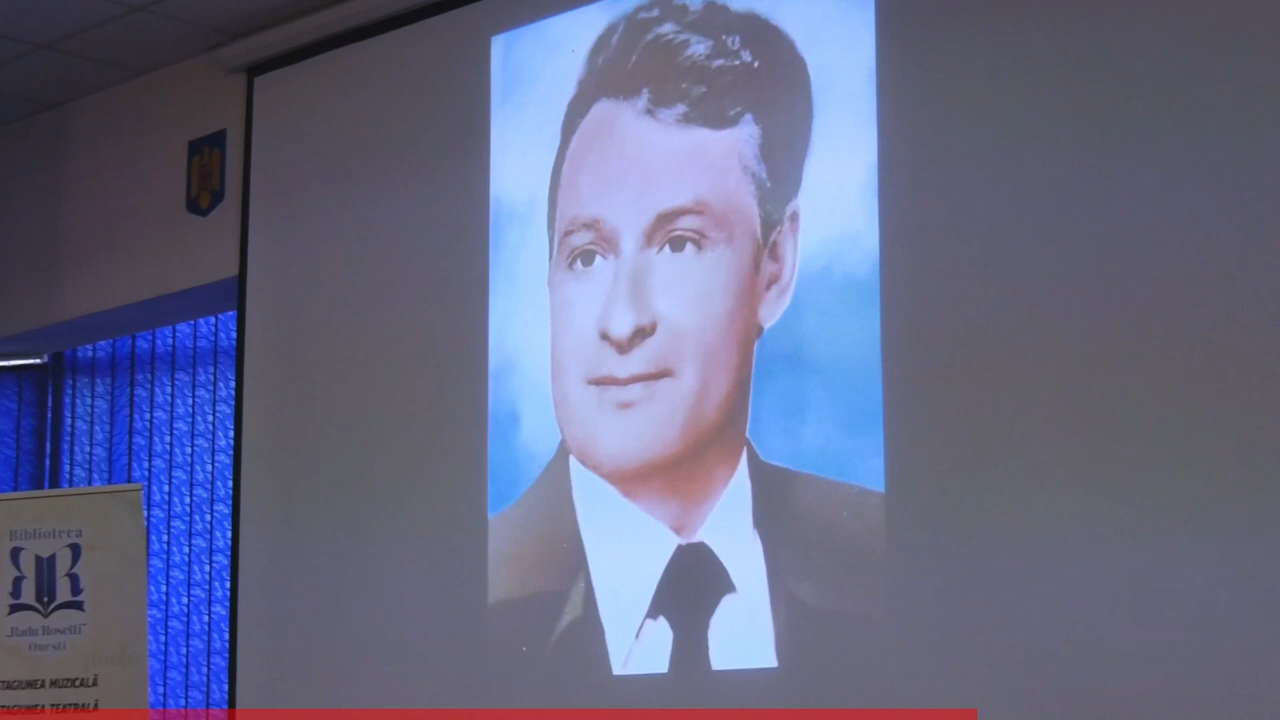 Biblioteca
„Radu Rosetti"
Onești
STAGIUNEA MUZICALĂ
STAGIUNEA TEATRALĂ